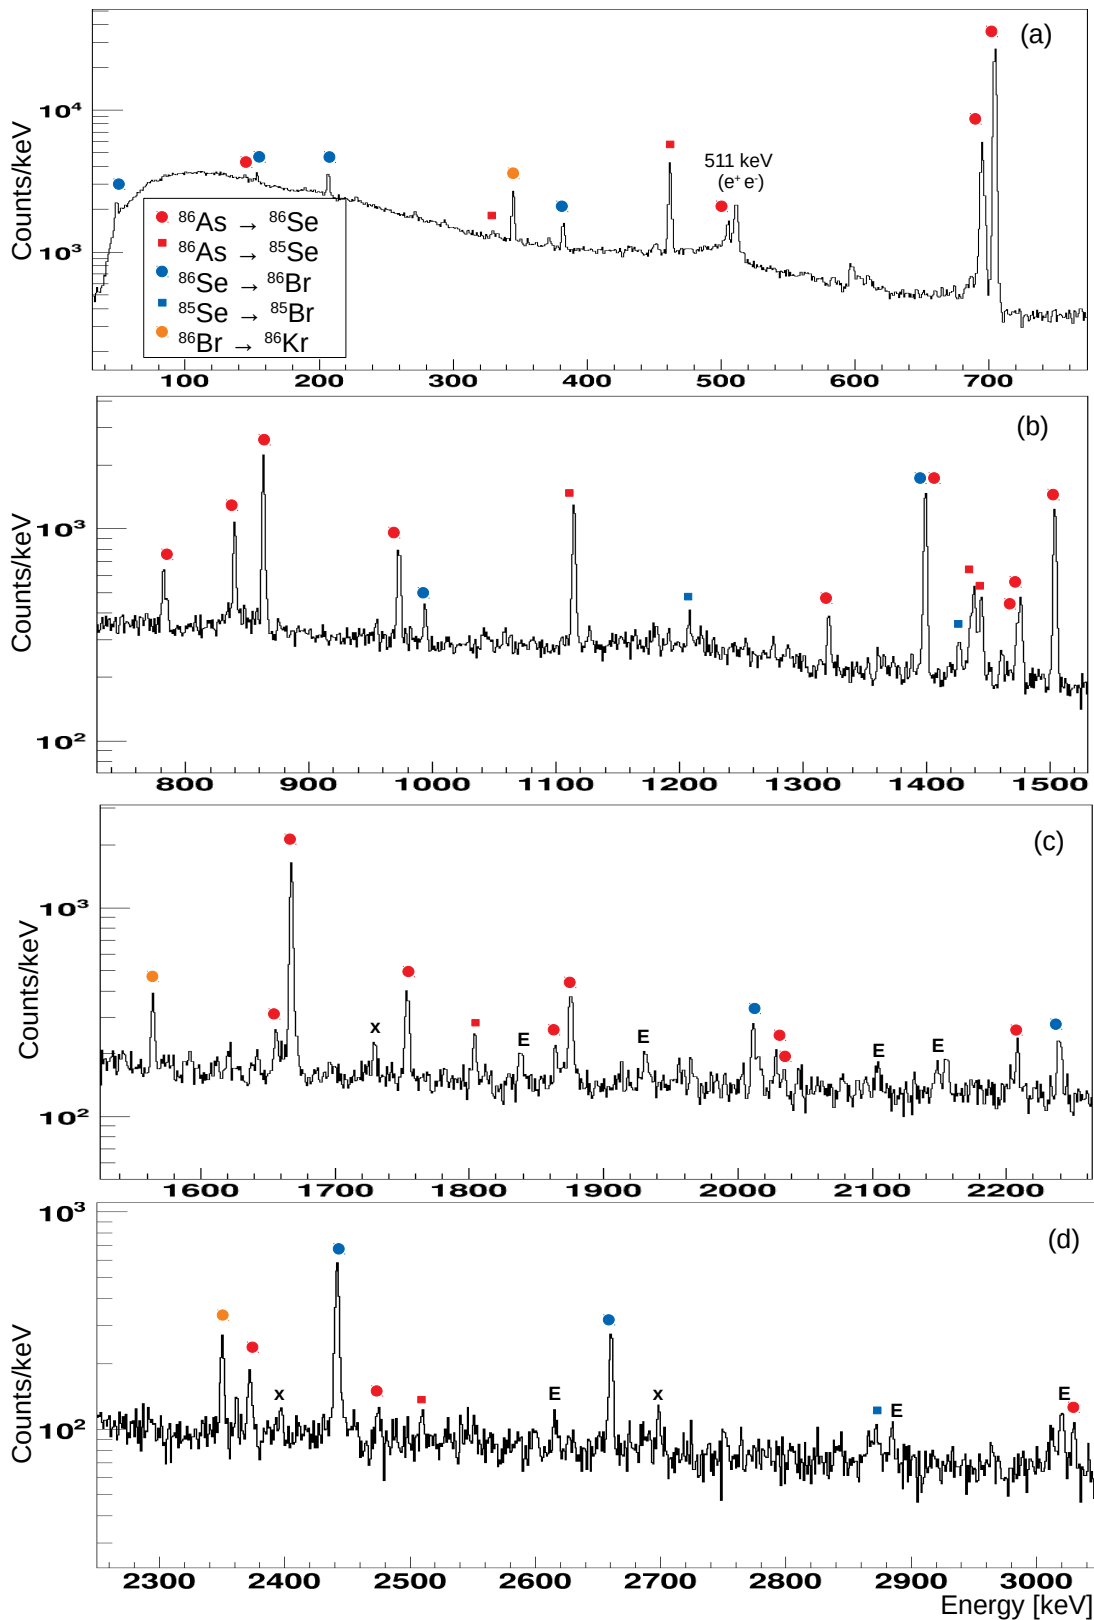 (a)
10⁴
10³
Counts/keV
511 keV
(e⁺ e⁻)
⁸⁶As → ⁸⁶Se
⁸⁶As → ⁸⁵Se
⁸⁶Se → ⁸⁶Br
⁸⁵Se → ⁸⁵Br
⁸⁶Br → ⁸⁶Kr
100 200 300 400 500 600 700
(b)
10³
10²
Counts/keV
800 900 1000 1100 1200 1300 1400 1500
(c)
10³
10²
Counts/keV
x E E E E
1600 1700 1800 1900 2000 2100 2200
(d)
10³
10²
Counts/keV
x E x E E
2300 2400 2500 2600 2700 2800 2900 3000
Energy [keV]